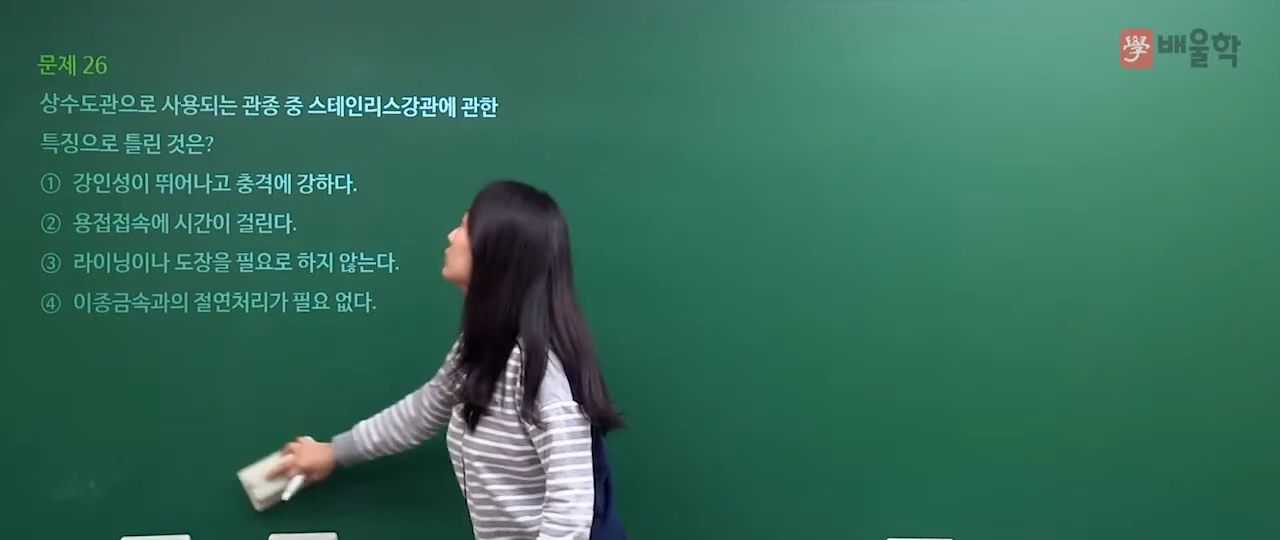 學 배울학
문제 26
상수도관으로 사용되는 관종 중 스테인리스강관에 관한
특징으로 틀린 것은?
① 강인성이 뛰어나고 충격에 강하다.
② 용접접속에 시간이 걸린다.
③ 라이닝이나 도장을 필요로 하지 않는다.
④ 이종금속과의 절연처리가 필요 없다.